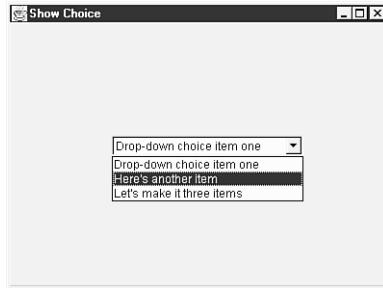 Show Choice
Drop-down choice item one
Drop-down choice item one
Here's another item
Let's make it three items